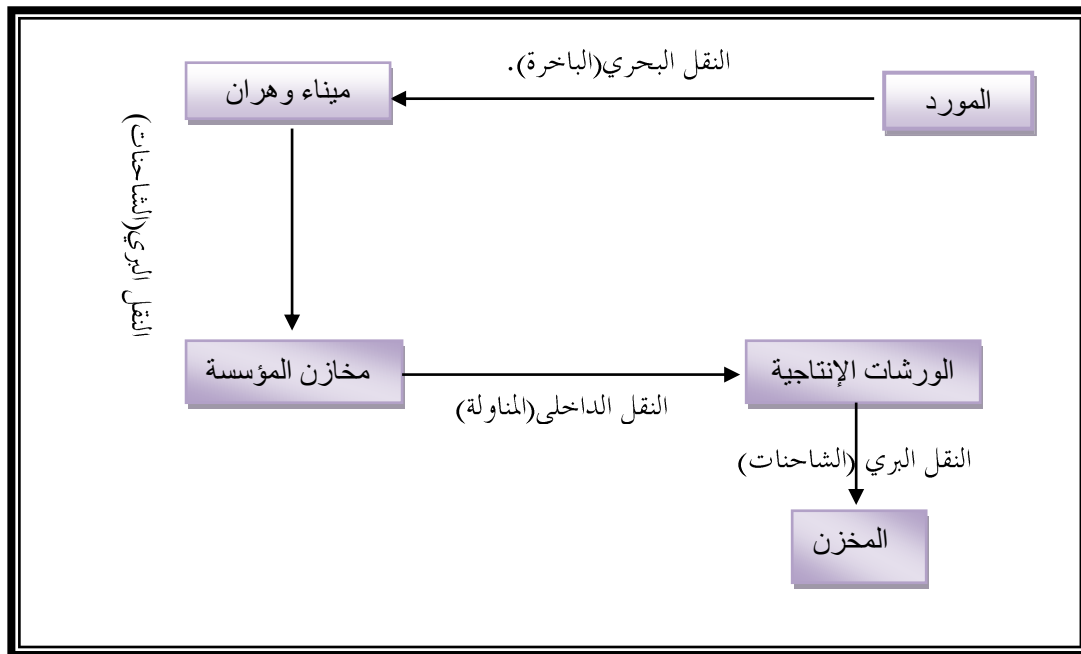 النقل البحري(الباخرة).
المورد
ميناء وهران
النقل البري(الشاحنات)
مخازن المؤسسة
النقل الداخلى(المناولة)
الورشات الإنتاجية
النقل البري (الشاحنات)
المخزن